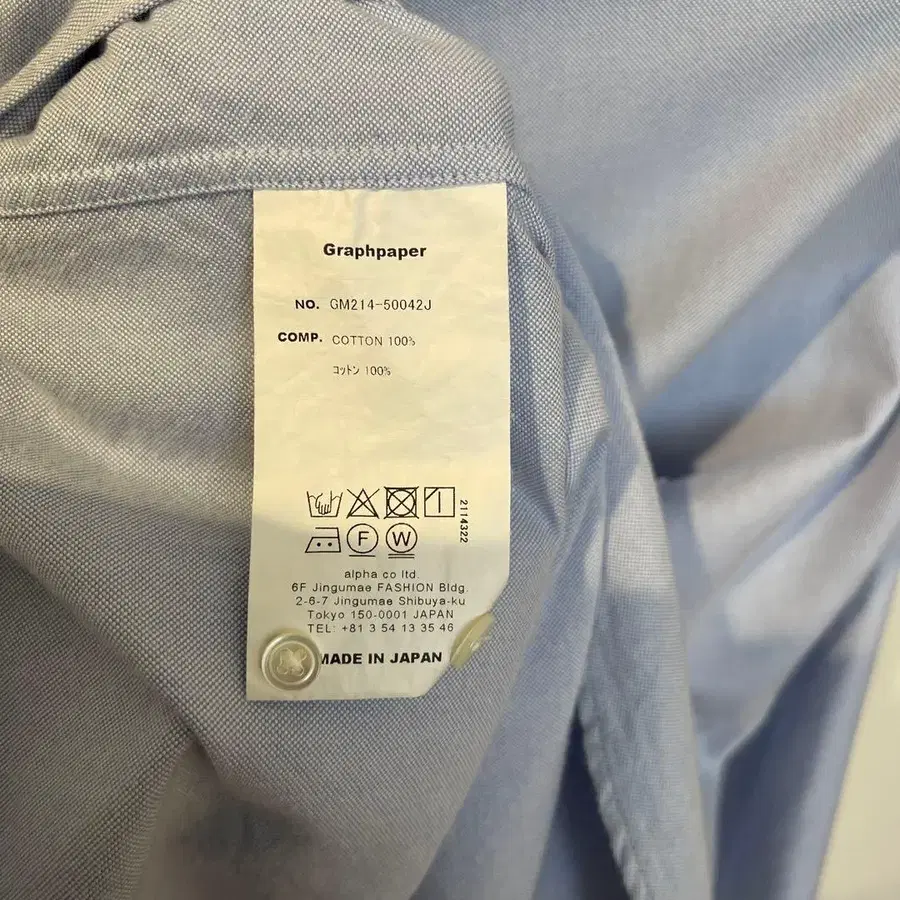 Graphpaper
NO. GM214-50042J
COMP. COTTON 100%
コットン 100%
2114322
F W
alpha co ltd.
6F Jingumae FASHION Bldg.
2-6-7 Jingumae Shibuya-ku
Tokyo 150-0001 JAPAN
TEL: +81 3 54 13 35 46
MADE IN JAPAN